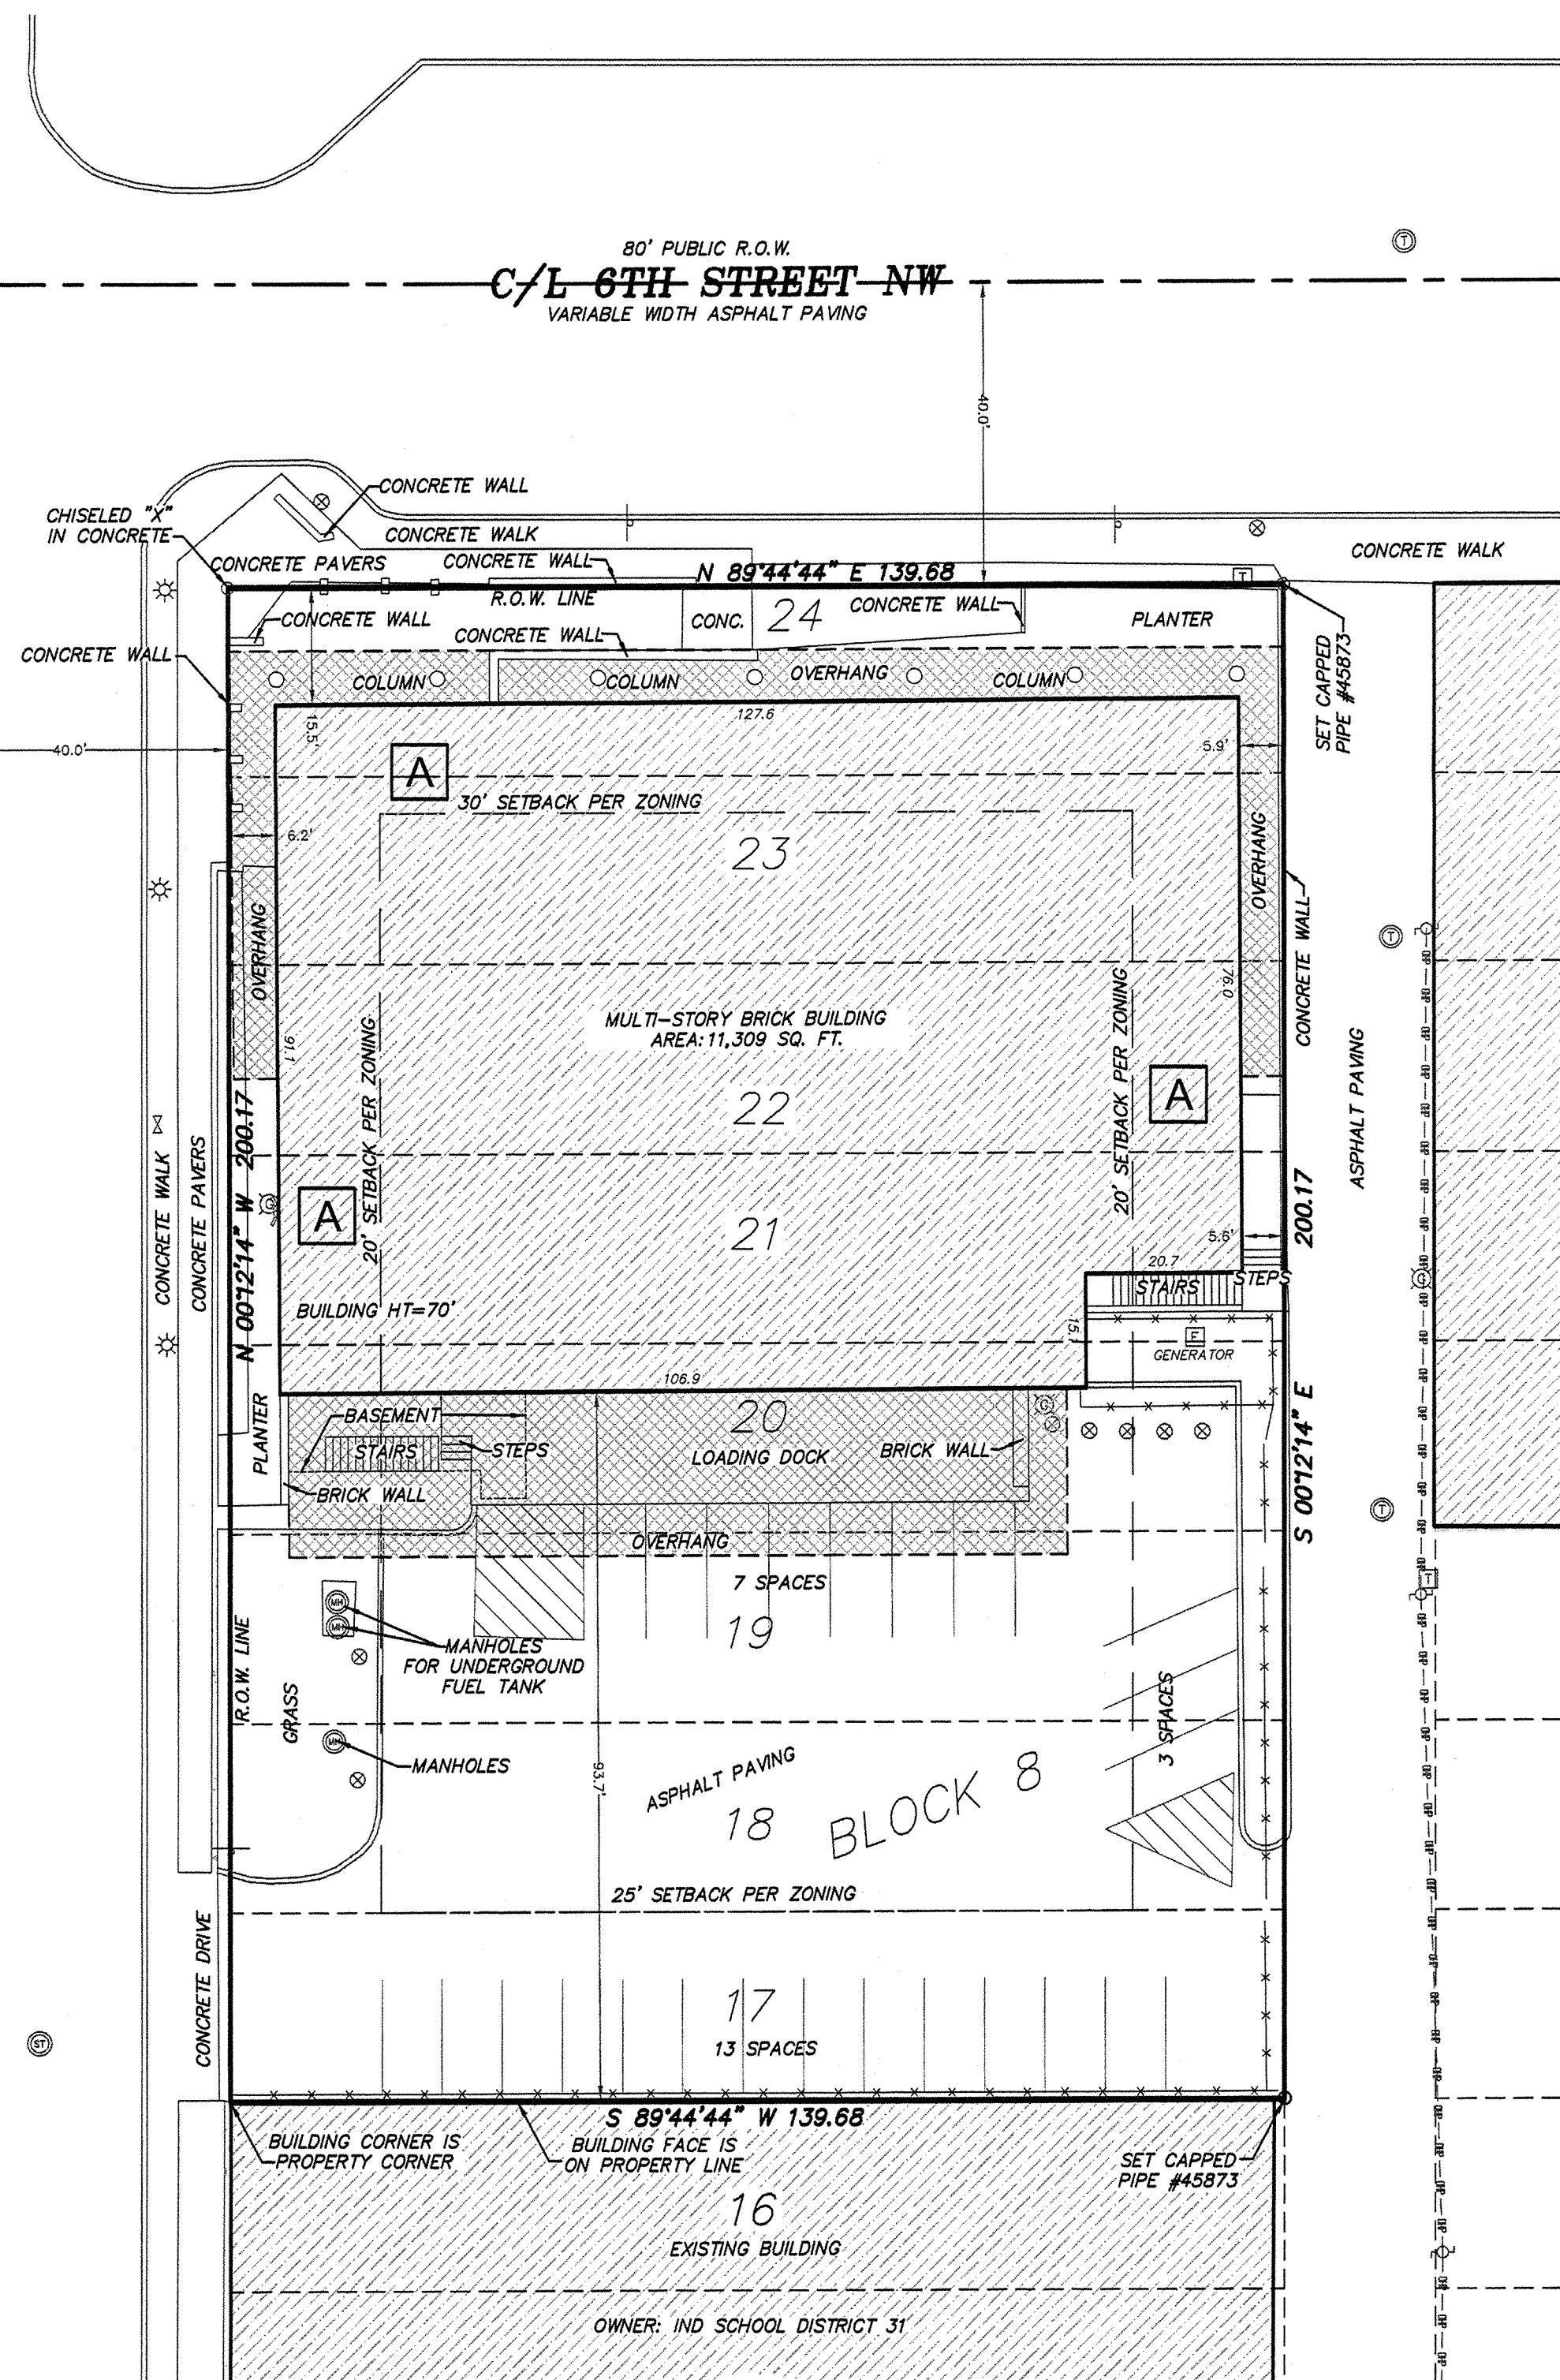 80' PUBLIC R.O.W.
C/L 6TH STREET NW
VARIABLE WIDTH ASPHALT PAVING
T
40.0'
CONCRETE WALL
CHISELED "X"
IN CONCRETE
CONCRETE WALK
CONCRETE PAVERS
CONCRETE WALL
CONCRETE WALK
N 89°44'44" E 139.68
T
R.O.W. LINE
CONCRETE WALL
CONC.
24
CONCRETE WALL
PLANTER
CONCRETE WALL
CONCRETE WALL
SET CAPPED
PIPE #45873
COLUMN
COLUMN
OVERHANG
COLUMN
127.6
15.5'
40.0'
5.9'
A
30' SETBACK PER ZONING
6.2'
23
OVERHANG
OVERHANG
CONCRETE WALL
T
76.0
91.1
MULTI-STORY BRICK BUILDING
AREA: 11,309 SQ. FT.
20' SETBACK PER ZONING
20' SETBACK PER ZONING
A
22
ASPHALT PAVING
CONCRETE WALK
CONCRETE PAVERS
N 00°12'14" W 200.17
G
A
21
200.17
5.6'
20.7
STAIRS
STEPS
G
BUILDING HT=70'
15.1
E
GENERATOR
106.9
S 00°12'14" E
PLANTER
BASEMENT
20
G
STAIRS
STEPS
LOADING DOCK
BRICK WALL
BRICK WALL
T
OVERHANG
7 SPACES
T
MH
MH
19
MANHOLES
FOR UNDERGROUND
FUEL TANK
R.O.W. LINE
GRASS
3 SPACES
MH
MANHOLES
93.7'
ASPHALT PAVING
18
BLOCK 8
25' SETBACK PER ZONING
CONCRETE DRIVE
17
ST
13 SPACES
S 89°44'44" W 139.68
BUILDING CORNER IS
PROPERTY CORNER
BUILDING FACE IS
ON PROPERTY LINE
SET CAPPED
PIPE #45873
16
EXISTING BUILDING
OWNER: IND SCHOOL DISTRICT 31